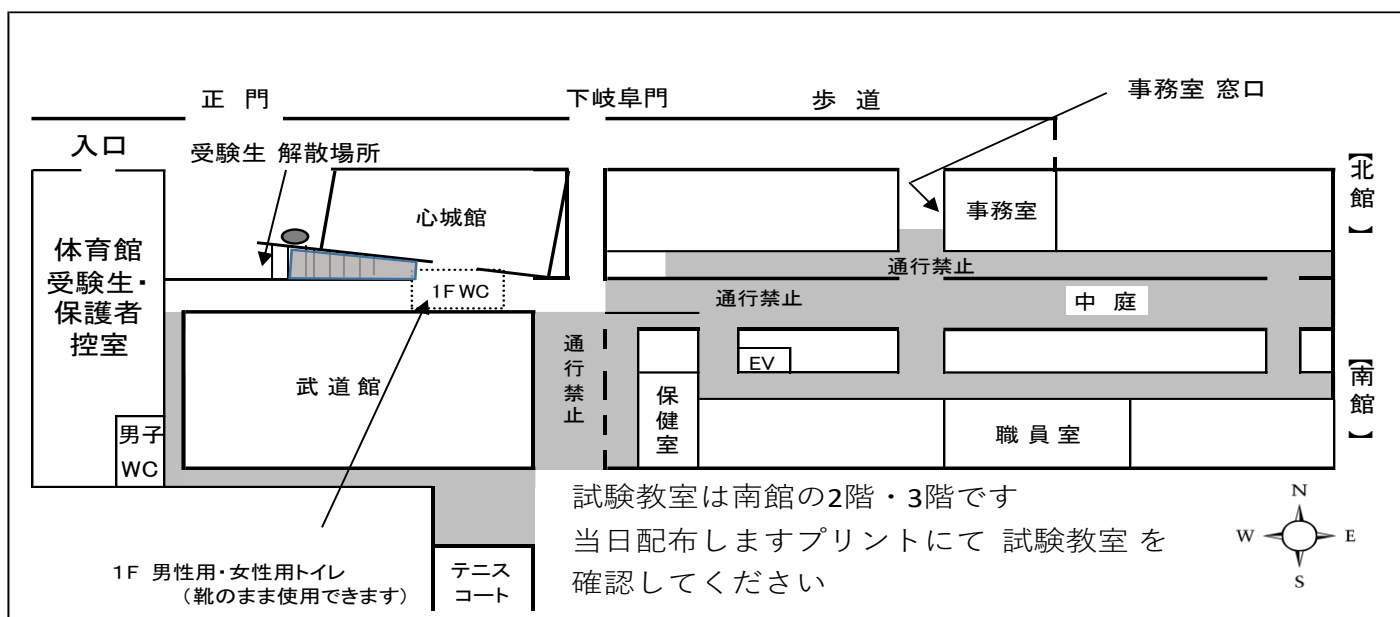 正 門
下岐阜門
歩 道
事務室 窓口
入口
受験生 解散場所
心城館
事務室
【北館】
体育館
受験生・
保護者
控室
1F WC
通行禁止
通行禁止
中 庭
武 道 館
通行禁止
EV
保健室
職 員 室
【南館】
男子
WC
試験教室は南館の2階・3階です
当日配布しますプリントにて 試験教室 を
確認してください
N
W
E
S
1F 男性用・女性用トイレ
(靴のまま使用できます)
テニス
コート